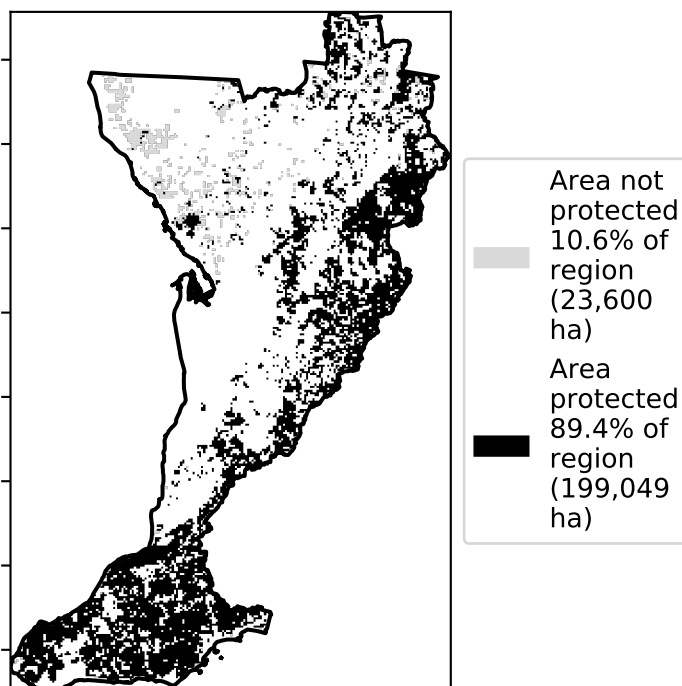 Area not
protected
10.6% of
region
(23,600
ha)
Area
protected
89.4% of
region
(199,049
ha)